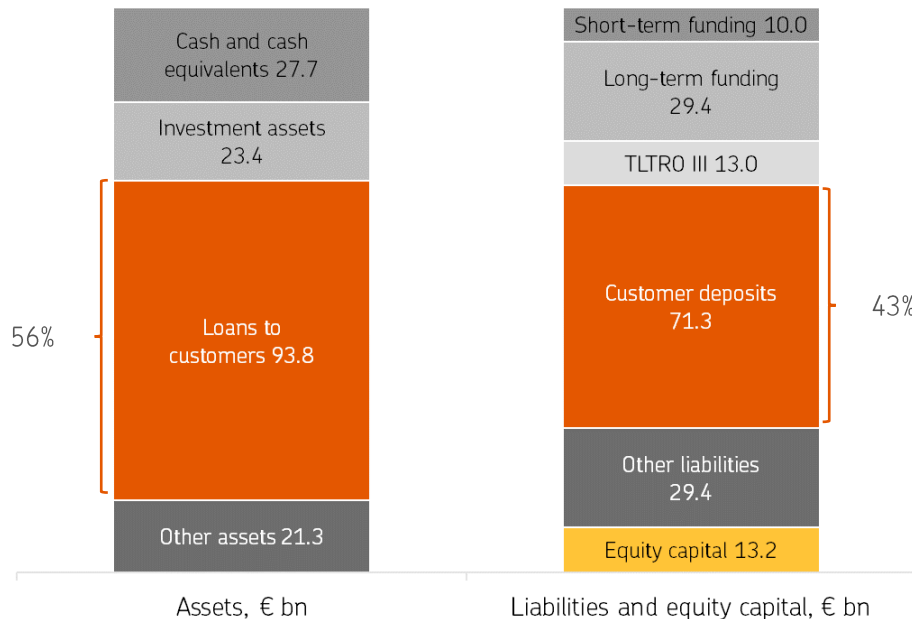 Cash and cash
equivalents 27.7
Investment assets
23.4
56%
Loans to
customers 93.8
Other assets 21.3
Assets, € bn
Short-term funding 10.0
Long-term funding
29.4
TLTRO III 13.0
Customer deposits
71.3
43%
Other liabilities
29.4
Equity capital 13.2
Liabilities and equity capital, € bn